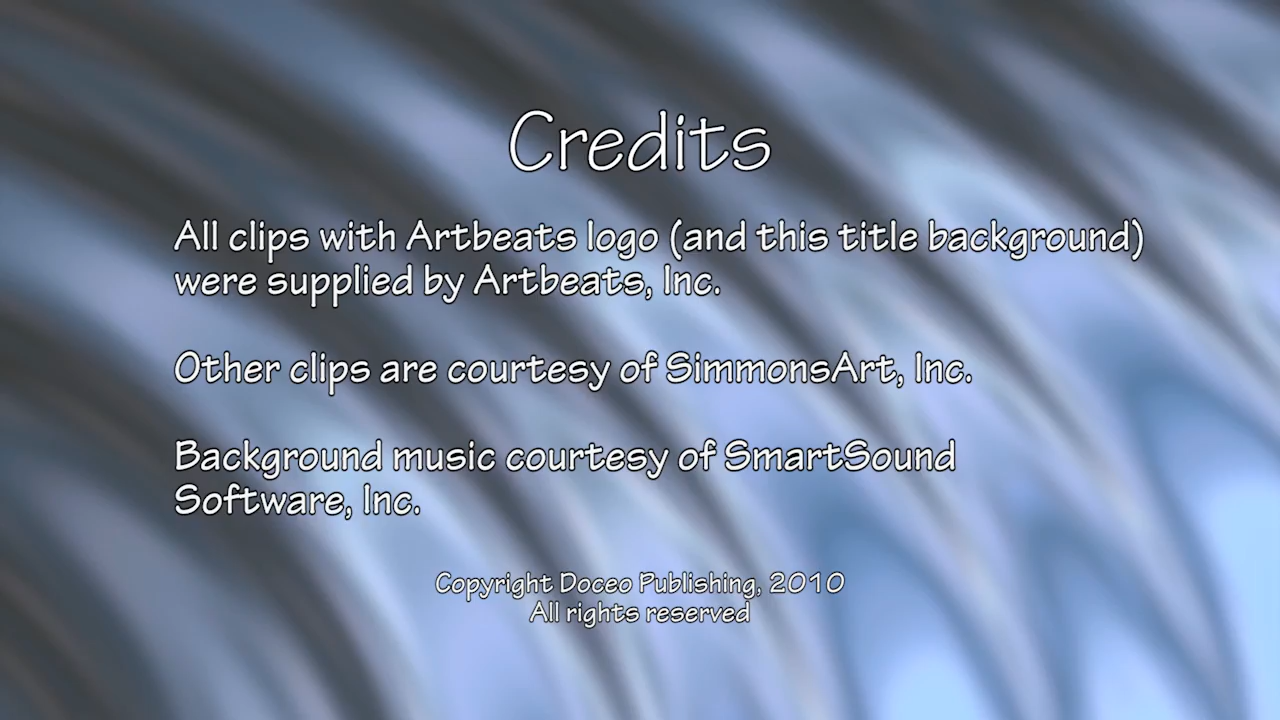 Credits
All clips with Artbeats logo (and this title background)
were supplied by Artbeats, Inc.
Other clips are courtesy of SimmonsArt, Inc.
Background music courtesy of SmartSound
Software, Inc.
Copyright Doceo Publishing, 2010
All rights reserved